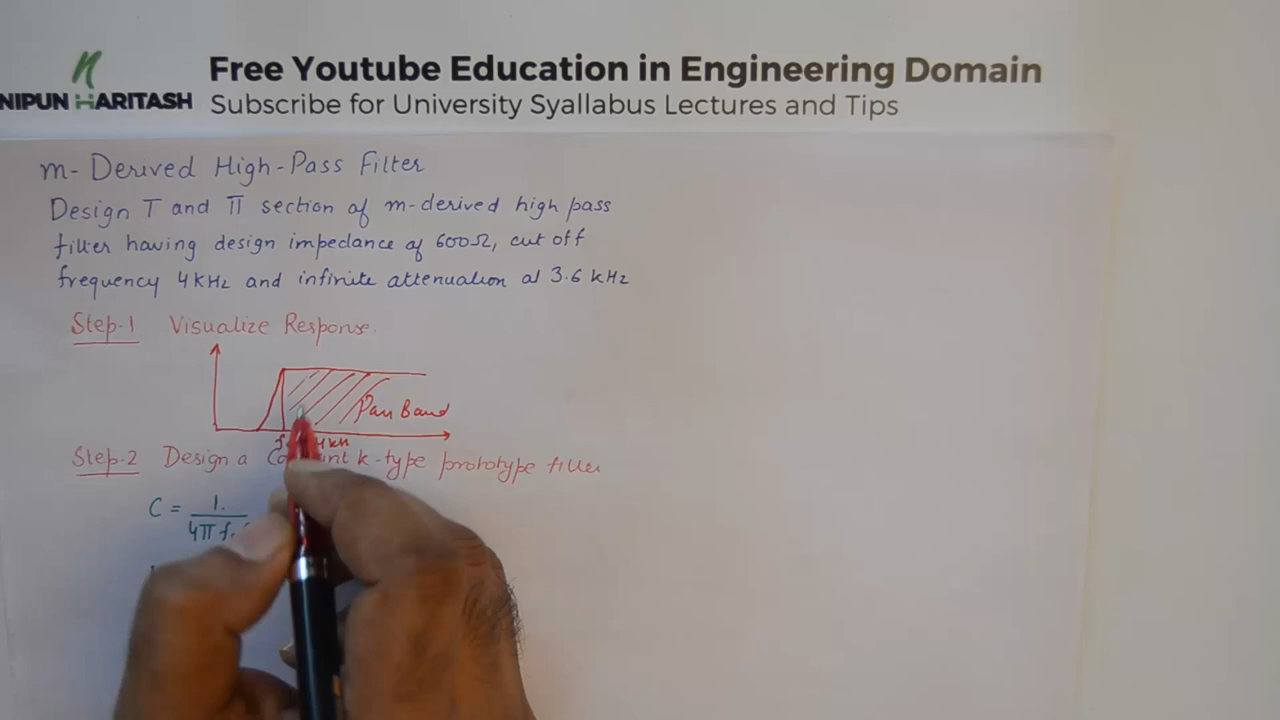 Free Youtube Education in Engineering Domain
NIPUN HARITASH
Subscribe for University Syallabus Lectures and Tips
m-Derived High-Pass Filter
Design T and π section of m-derived high pass
filter having design impedance of 600Ω, cut off
frequency 4KHz and infinite attenuation at 3.6 KHz
Step-1 Visualize Response.
Pass Band
Step-2 Design a k-type prototype filter
C = 1
4π f